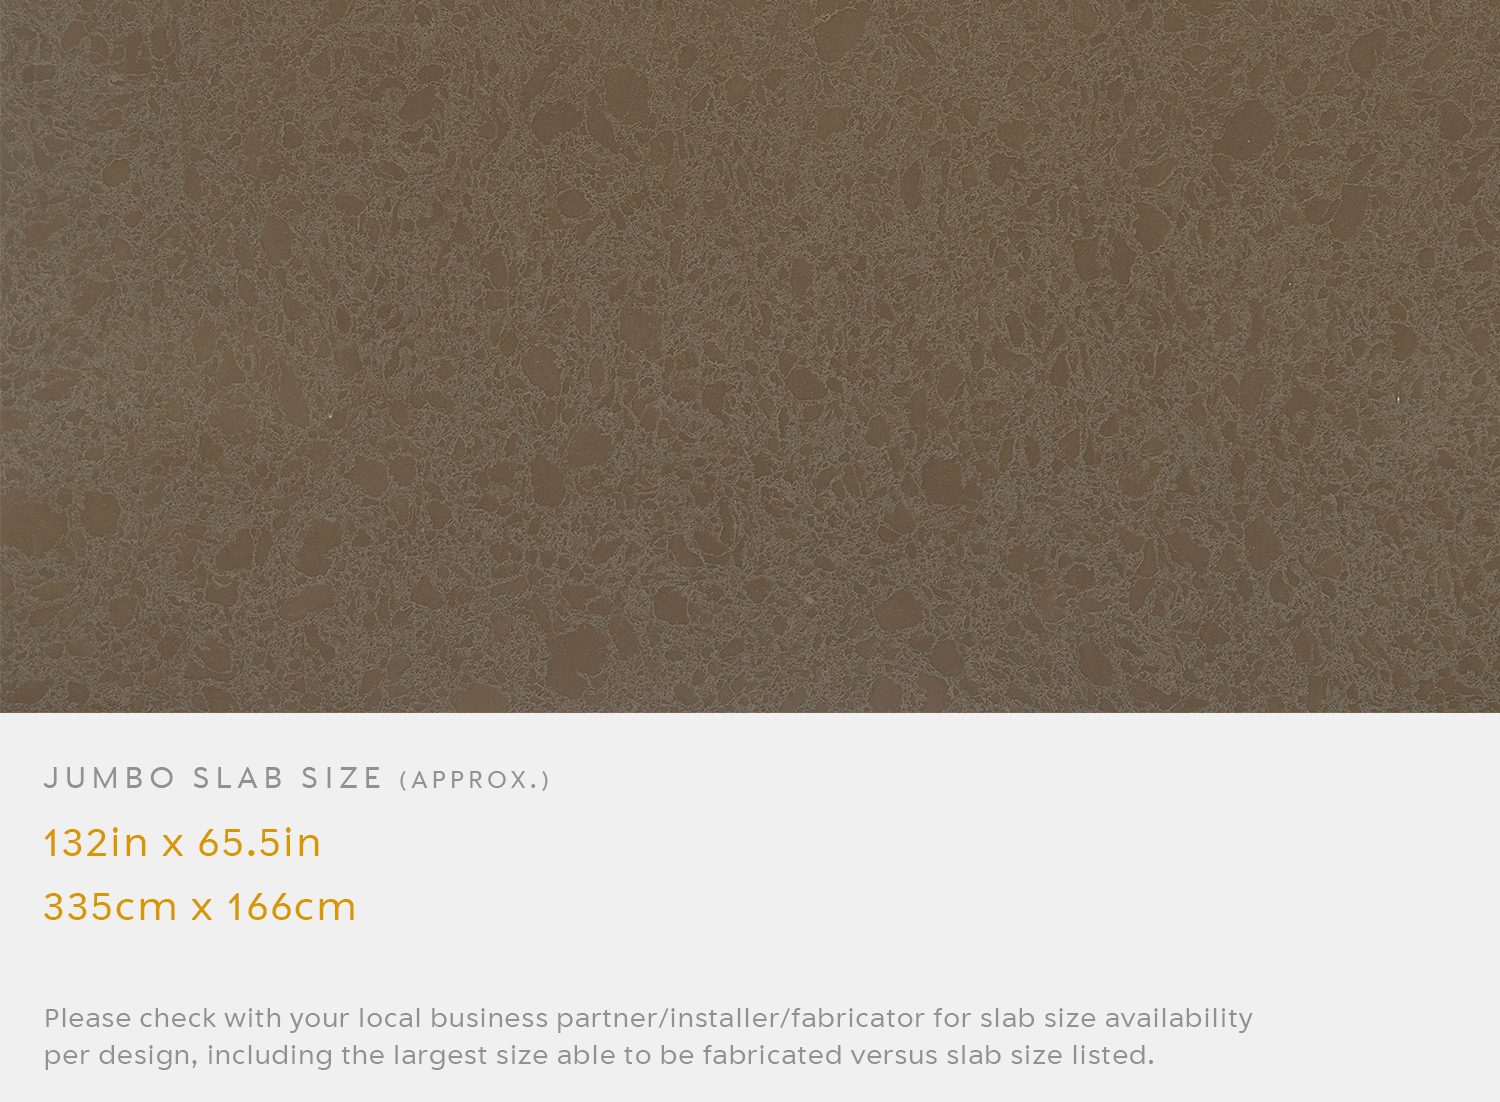 JUMBO SLAB SIZE (APPROX.)
132in x 65.5in
335cm x 166cm
Please check with your local business partner/installer/fabricator for slab size availability
per design, including the largest size able to be fabricated versus slab size listed.